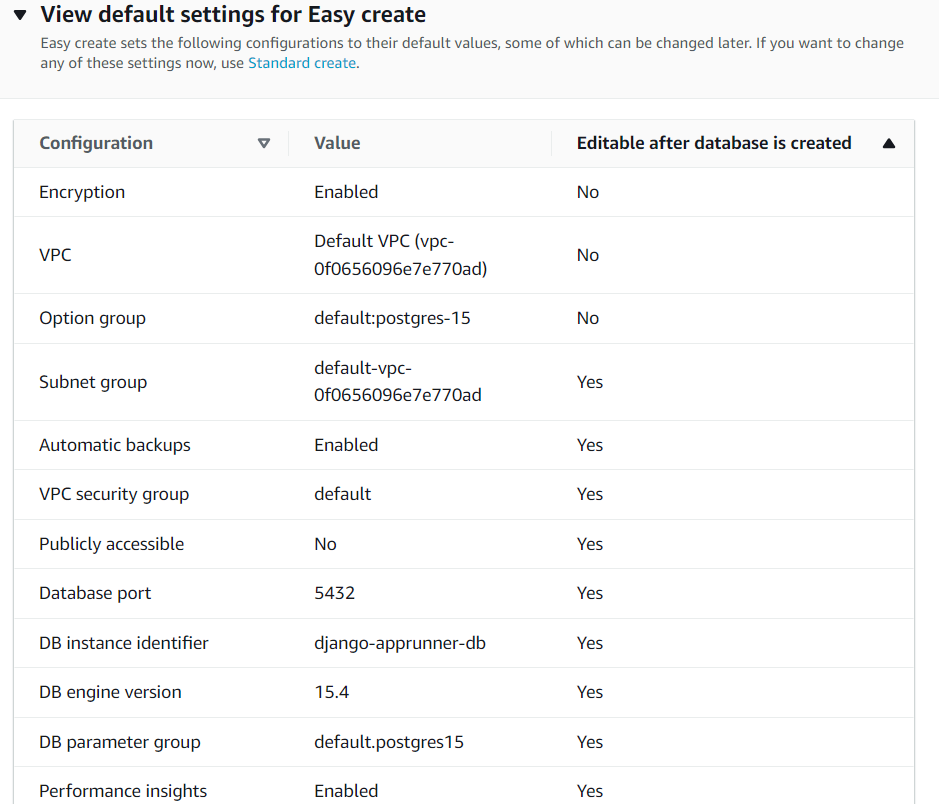 View default settings for Easy create
Easy create sets the following configurations to their default values, some of which can be changed later. If you want to change
any of these settings now, use Standard create.
Configuration Value Editable after database is created
Encryption Enabled No
VPC Default VPC (vpc-
0f0656096e7e770ad) No
Option group default:postgres-15 No
Subnet group default-vpc-
0f0656096e7e770ad Yes
Automatic backups Enabled Yes
VPC security group default Yes
Publicly accessible No Yes
Database port 5432 Yes
DB instance identifier django-apprunner-db Yes
DB engine version 15.4 Yes
DB parameter group default.postgres15 Yes
Performance insights Enabled Yes